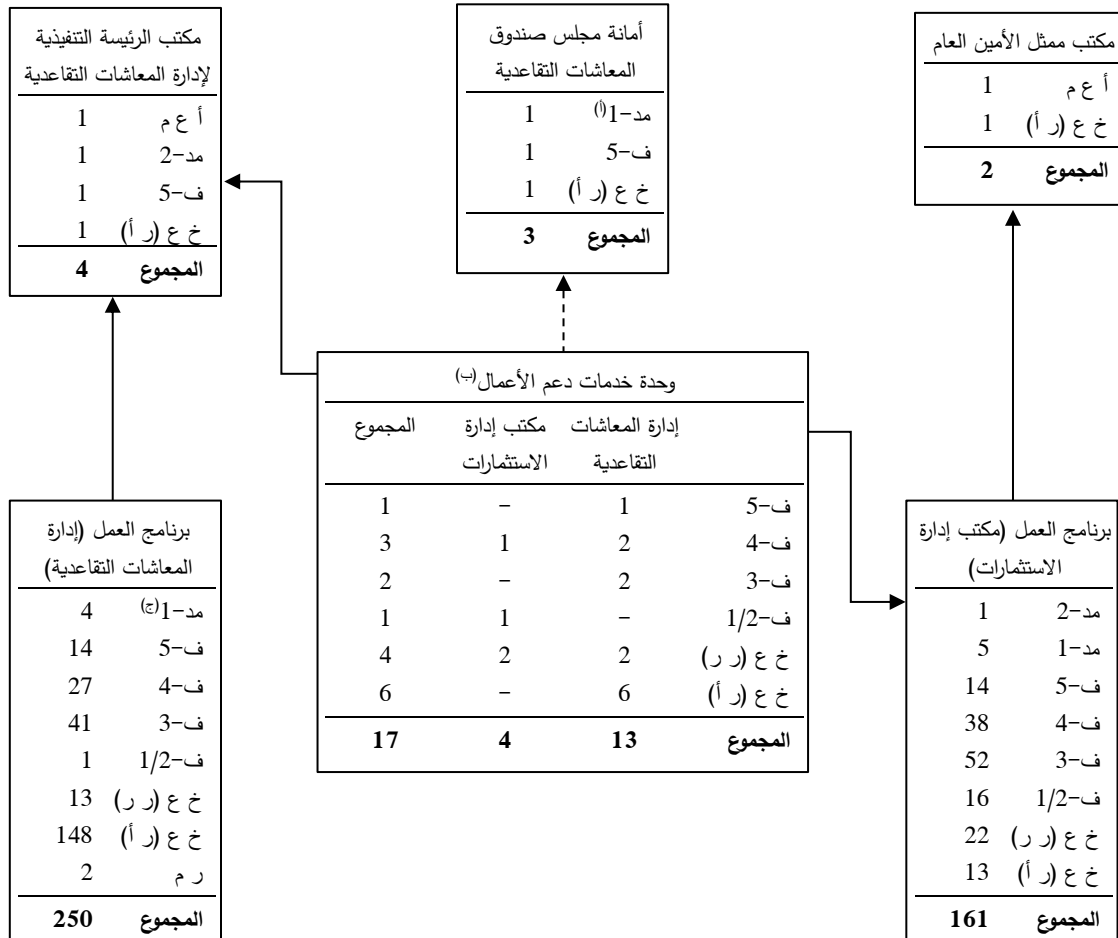 مكتب ممثل الأمين العام
أ ع م 1
خ ع (ر أ) 1
المجموع 2
أمانة مجلس صندوق
المعاشات التقاعدية
مد-1(أ) 1
ف-5 1
خ ع (ر أ) 1
المجموع 3
مكتب الرئيسة التنفيذية
لإدارة المعاشات التقاعدية
أ ع م 1
مد-2 1
ف-5 1
خ ع (ر أ) 1
المجموع 4
وحدة خدمات دعم الأعمال(ب)
إدارة المعاشات مكتب إدارة المجموع
التقاعدية الاستثمارات
ف-5 1 – 1
ف-4 2 1 3
ف-3 2 – 2
ف-1/2 – 1 1
خ ع (ر ر) 2 2 4
خ ع (ر أ) 6 – 6
المجموع 13 4 17
برنامج العمل (مكتب إدارة
الاستثمارات)
مد-2 1
مد-1 5
ف-5 14
ف-4 38
ف-3 52
ف-1/2 16
خ ع (ر ر) 22
خ ع (ر أ) 13
المجموع 161
برنامج العمل (إدارة
المعاشات التقاعدية)
مد-1(ج) 4
ف-5 14
ف-4 27
ف-3 41
ف-1/2 1
خ ع (ر ر) 13
خ ع (ر أ) 148
ر م 2
المجموع 250